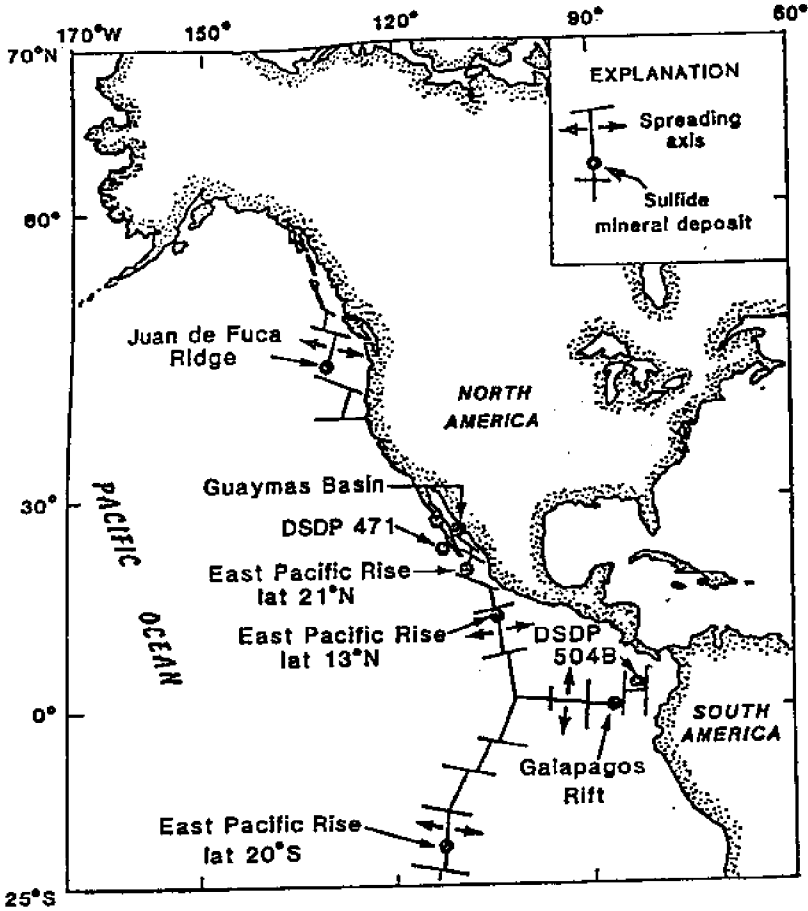 170°W 150° 120° 90° 60°
70°N
60°
30°
0°
25°S
EXPLANATION
Spreading
axis
Sulfide
mineral deposit
Juan de Fuca
Ridge
NORTH
AMERICA
Guaymas Basin
DSDP 471
East Pacific Rise
lat 21°N
East Pacific Rise
lat 13°N
PACIFIC
OCEAN
DSDP
504B
SOUTH
AMERICA
Galapagos
Rift
East Pacific Rise
lat 20°S